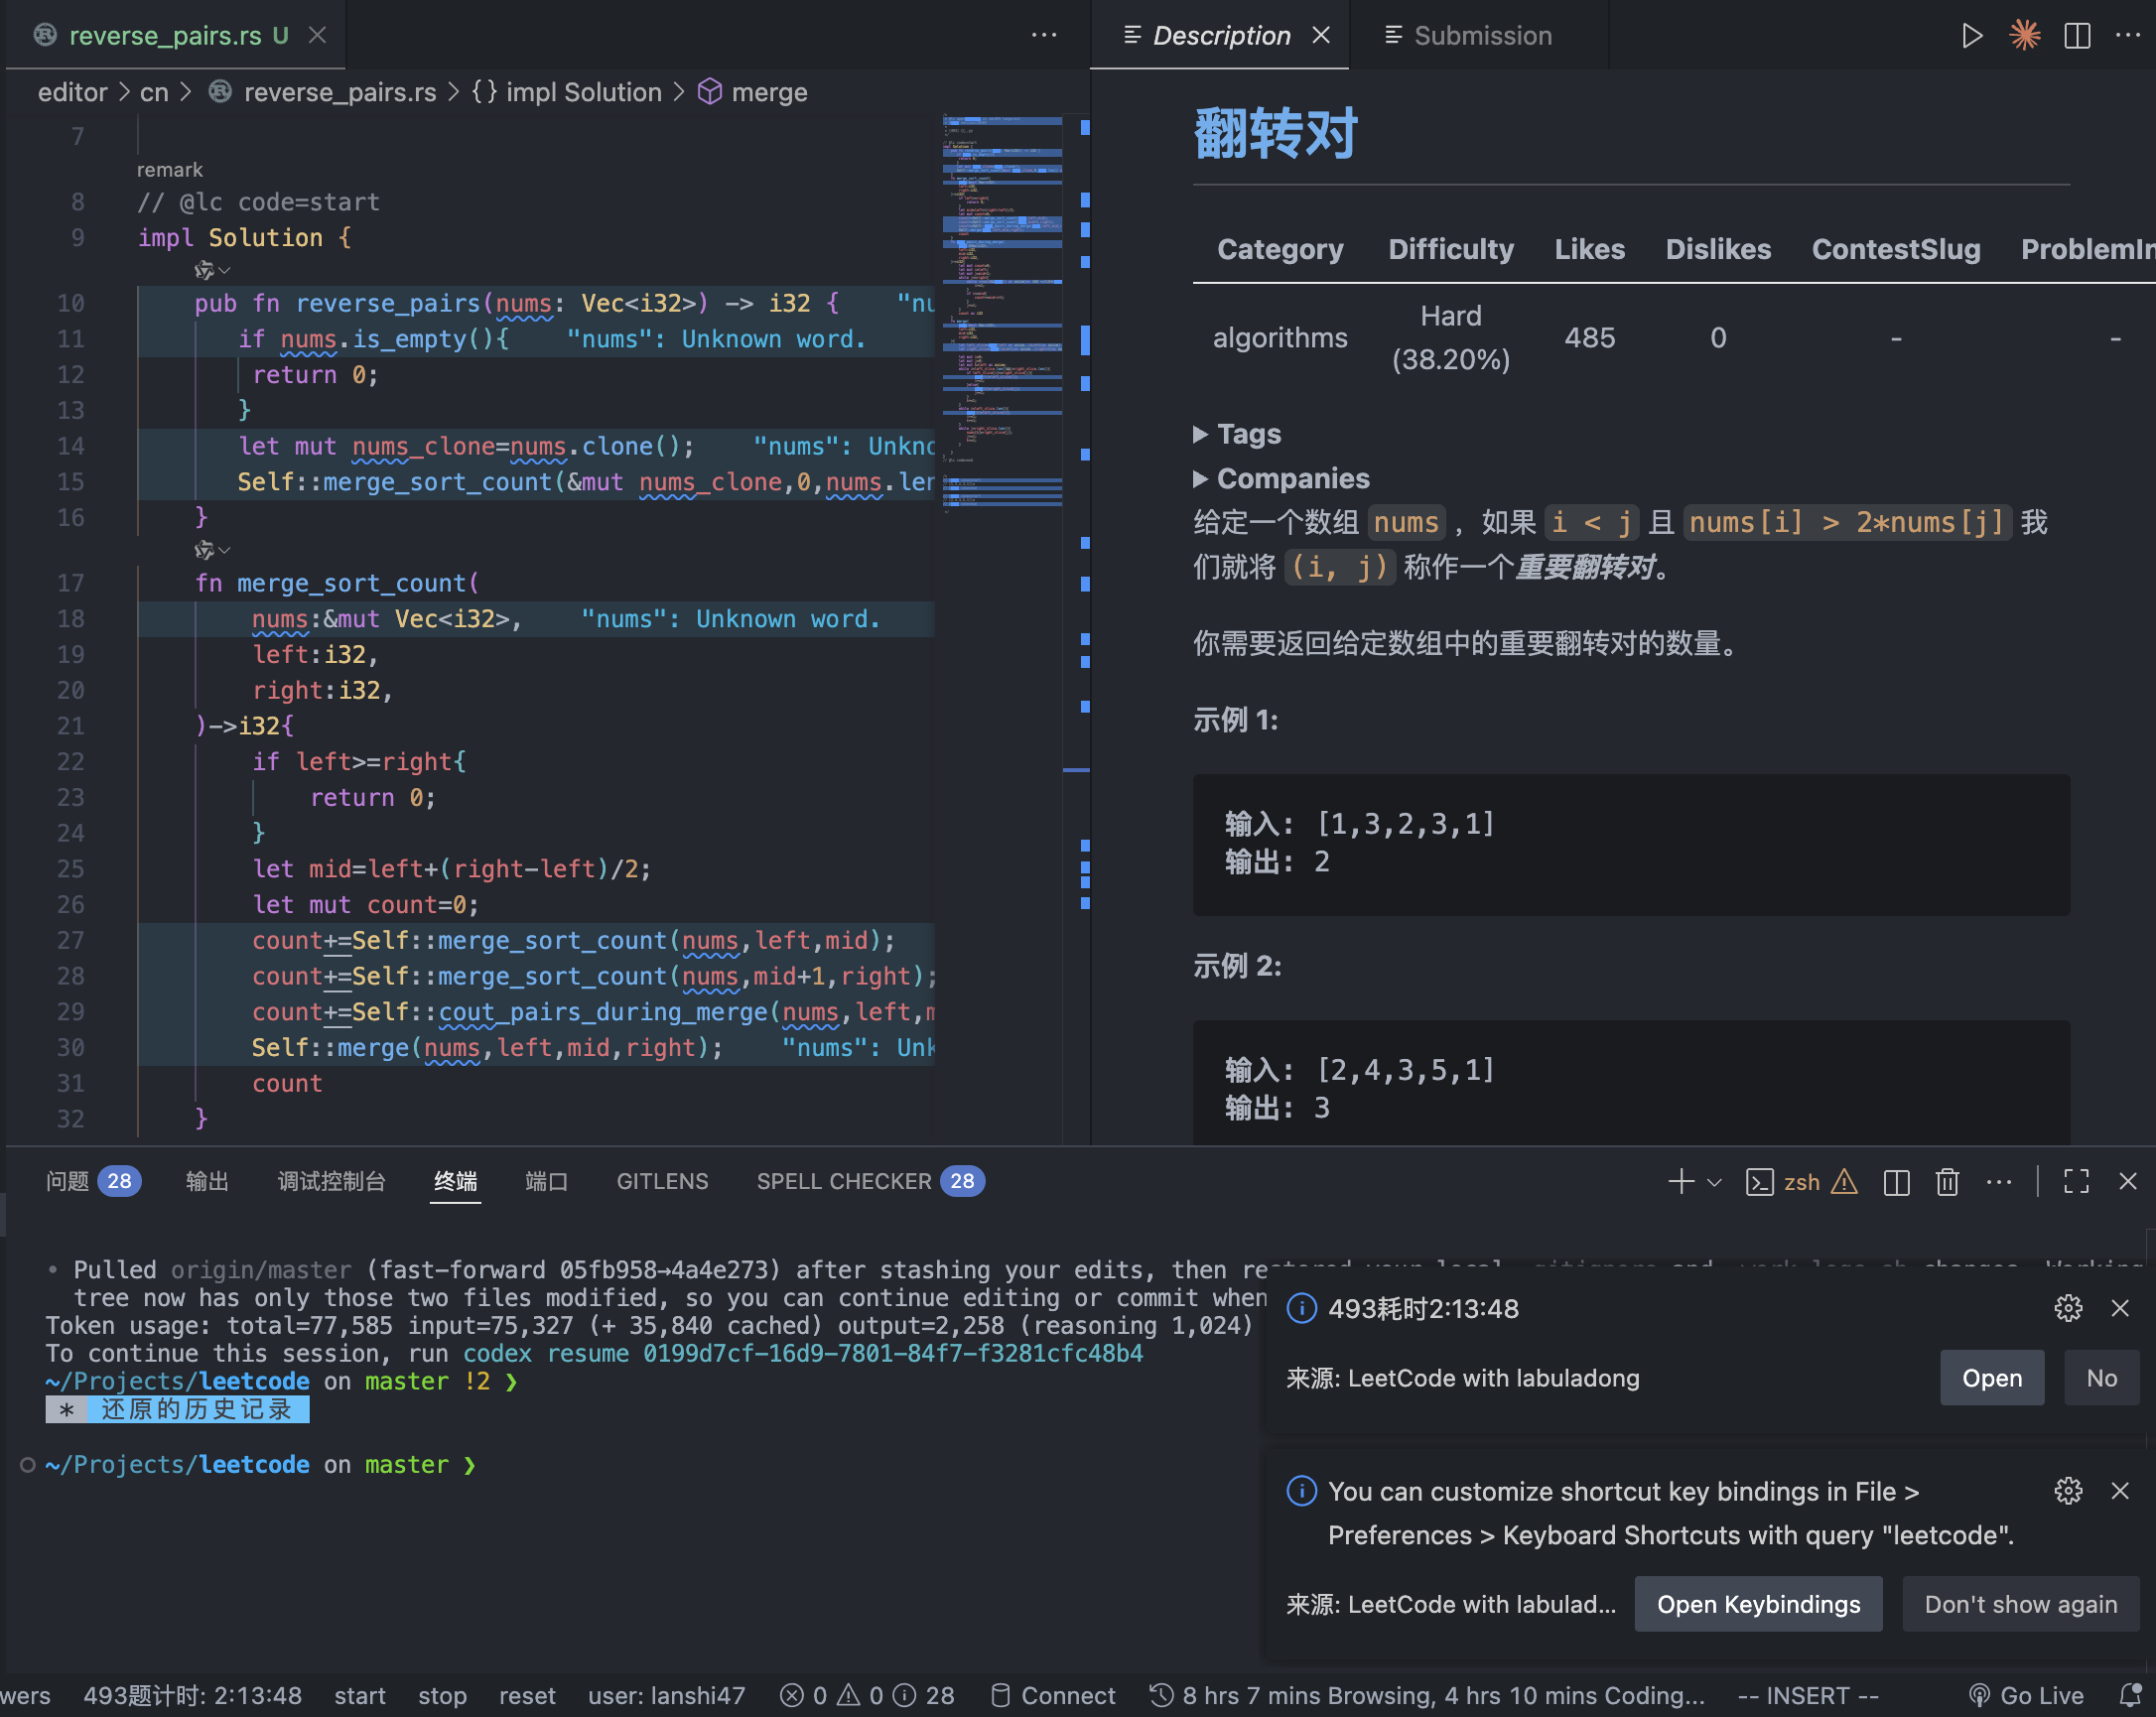 reverse_pairs.rs U
Description
Submission
editor > cn > reverse_pairs.rs > {} impl Solution > merge
7
remark
8 // @lc code=start
9 impl Solution {
10 pub fn reverse_pairs(nums: Vec<i32>) -> i32 { "nu
11 if nums.is_empty(){ "nums": Unknown word.
12 return 0;
13 }
14 let mut nums_clone=nums.clone(); "nums": Unkno
15 Self::merge_sort_count(&mut nums_clone,0,nums.len
16 }
17 fn merge_sort_count(
18 nums:&mut Vec<i32>, "nums": Unknown word.
19 left:i32,
20 right:i32,
21 )->i32{
22 if left>=right{
23 return 0;
24 }
25 let mid=left+(right-left)/2;
26 let mut count=0;
27 count+=Self::merge_sort_count(nums,left,mid);
28 count+=Self::merge_sort_count(nums,mid+1,right);
29 count+=Self::cout_pairs_during_merge(nums,left,m
30 Self::merge(nums,left,mid,right); "nums": Unk
31 count
32 }
翻转对
Category Difficulty Likes Dislikes ContestSlug ProblemIn
algorithms Hard (38.20%) 485 0 - -
Tags
Companies
给定一个数组 nums ，如果 i < j 且 nums[i] > 2*nums[j] 我
们就将 (i, j) 称作一个重要翻转对。
你需要返回给定数组中的重要翻转对的数量。
示例 1:
输入: [1,3,2,3,1]
输出: 2
示例 2:
输入: [2,4,3,5,1]
输出: 3
问题 28 输出 调试控制台 终端 端口 GITLENS SPELL CHECKER 28
zsh
• Pulled origin/master (fast-forward 05fb958→4a4e273) after stashing your edits, then restored your local .gitignore and work_logs.sh changes. Working
tree now has only those two files modified, so you can continue editing or commit when
Token usage: total=77,585 input=75,327 (+ 35,840 cached) output=2,258 (reasoning 1,024)
To continue this session, run codex resume 0199d7cf-16d9-7801-84f7-f3281cfc48b4
~/Projects/leetcode on master !2 ❯
* 还原的历史记录
~/Projects/leetcode on master ❯
493耗时2:13:48
来源: LeetCode with labuladong
Open
No
You can customize shortcut key bindings in File >
Preferences > Keyboard Shortcuts with query "leetcode".
来源: LeetCode with labulad...
Open Keybindings
Don't show again
wers 493题计时: 2:13:48 start stop reset user: lanshi47 0 0 28 Connect 8 hrs 7 mins Browsing, 4 hrs 10 mins Coding... -- INSERT -- Go Live